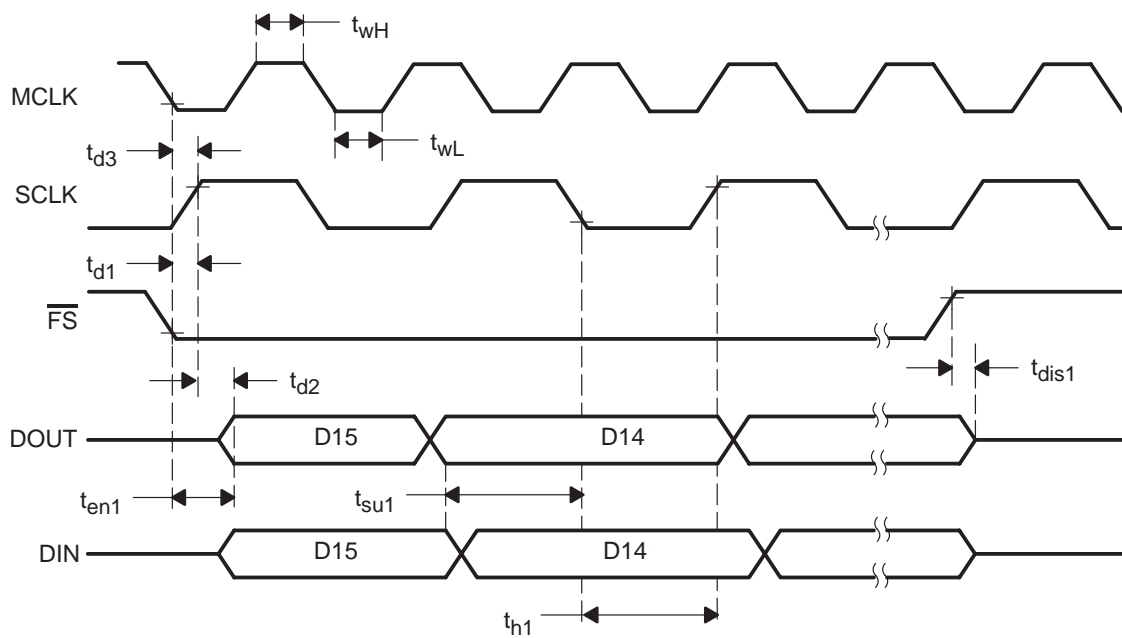 twH
MCLK
td3
twL
SCLK
td1
FS
td2
tdis1
DOUT
D15
D14
ten1
tsu1
DIN
D15
D14
th1